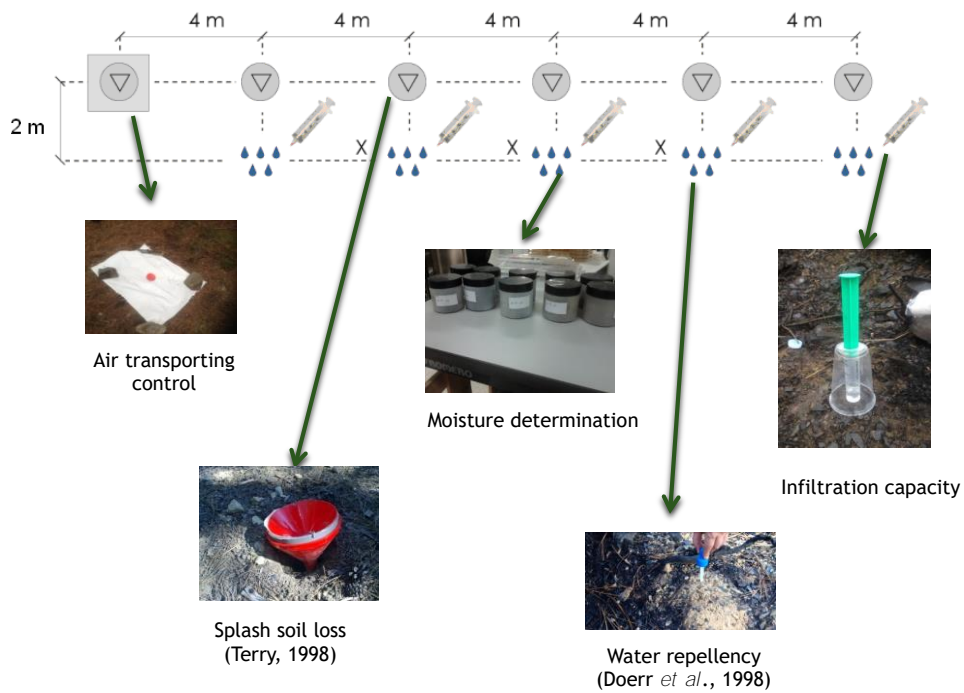 4 m 4 m 4 m 4 m 4 m
2 m
X X X
Air transporting
control
Moisture determination
Infiltration capacity
Splash soil loss
(Terry, 1998)
Water repellency
(Doerr et al., 1998)